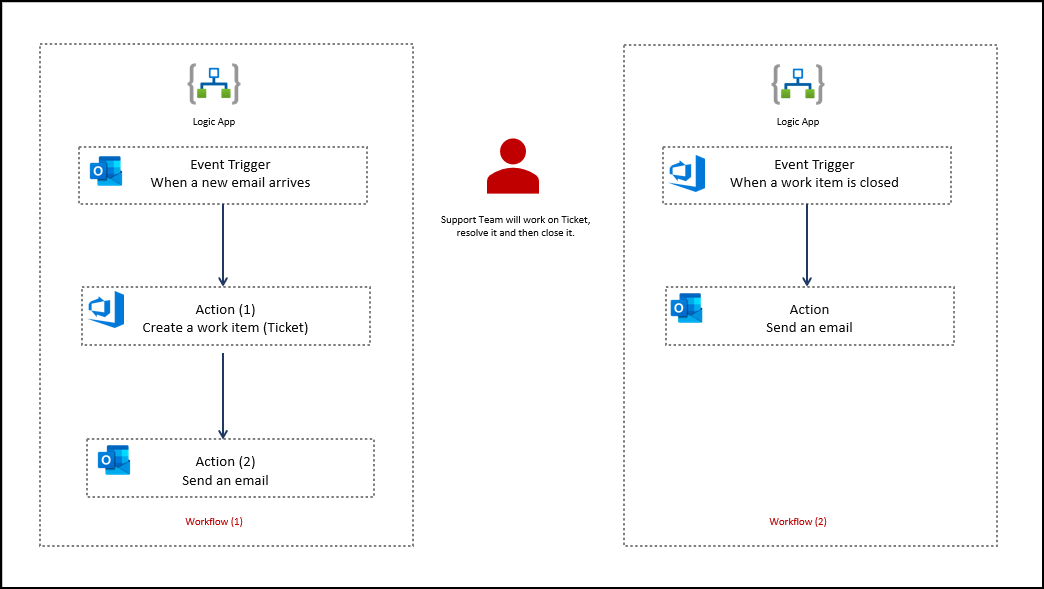 Logic App
Event Trigger
When a new email arrives
Action (1)
Create a work item (Ticket)
Action (2)
Send an email
Workflow (1)
Support Team will work on Ticket,
resolve it and then close it.
Logic App
Event Trigger
When a work item is closed
Action
Send an email
Workflow (2)